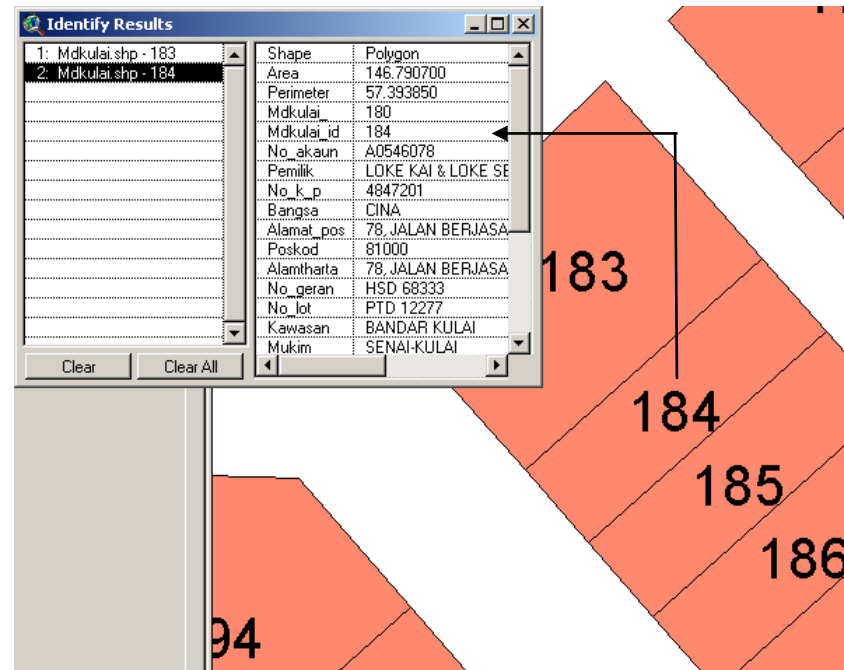 Identify Results
1: Mdkulai.shp - 183
2: Mdkulai.shp - 184
Shape Polygon
Area 146.790700
Perimeter 57.393850
Mdkulai_ 180
Mdkulai_id 184
No_akaun A0546078
Pemilik LOKE KAI & LOKE SE
No_k_p 4847201
Bangsa CINA
Alamat_pos 78, JALAN BERJASA
Poskod 81000
Alamtharta 78, JALAN BERJASA
No_geran HSD 68333
No_lot PTD 12277
Kawasan BANDAR KULAI
Mukim SENAI-KULAI
Clear Clear All
183
184
185
186
94